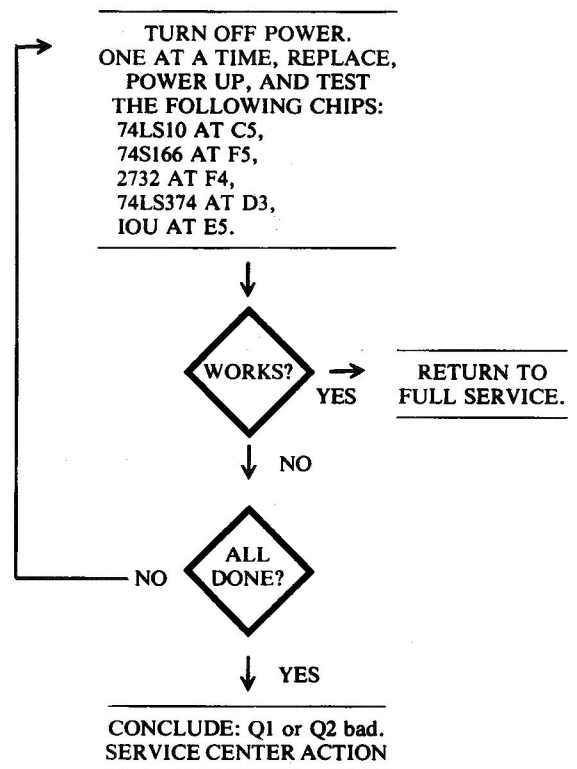 TURN OFF POWER.
ONE AT A TIME, REPLACE,
POWER UP, AND TEST
THE FOLLOWING CHIPS:
74LS10 AT C5,
74S166 AT F5,
2732 AT F4,
74LS374 AT D3,
IOU AT E5.
WORKS?
YES
RETURN TO
FULL SERVICE.
NO
ALL
DONE?
NO
YES
CONCLUDE: Q1 or Q2 bad.
SERVICE CENTER ACTION